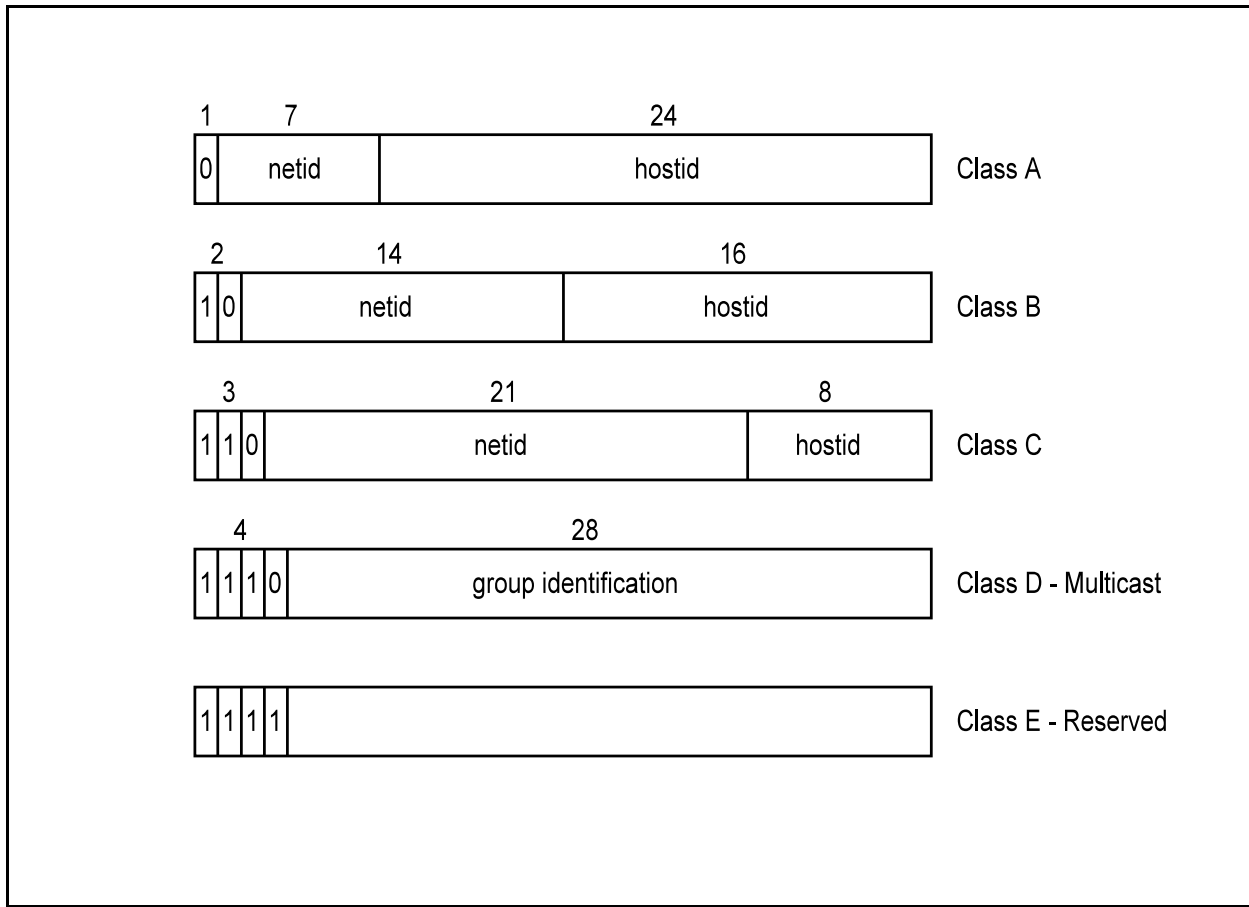 1 7 24
0 netid hostid Class A
2 14 16
1 0 netid hostid Class B
3 21 8
1 1 0 netid hostid Class C
4 28
1 1 1 0 group identification Class D - Multicast
1 1 1 1 Class E - Reserved